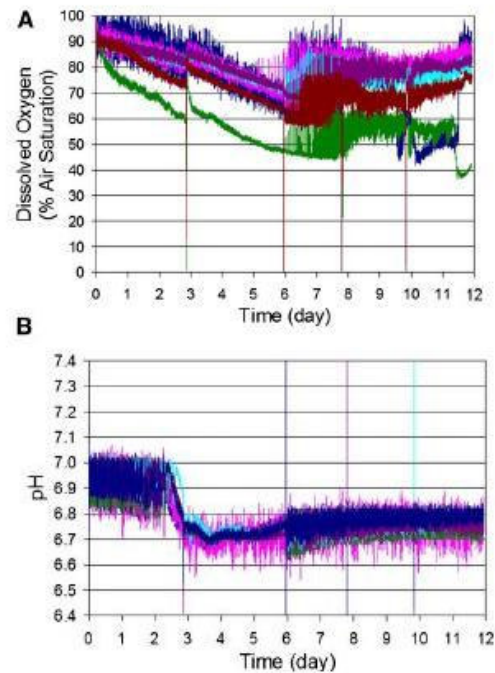 A
Dissolved Oxygen
(% Air Saturation)
100
90
80
70
60
50
40
30
20
10
0
0 1 2 3 4 5 6 7 8 9 10 11 12
Time (day)
B
pH
7.4
7.3
7.2
7.1
7.0
6.9
6.8
6.7
6.6
6.5
6.4
0 1 2 3 4 5 6 7 8 9 10 11 12
Time (day)